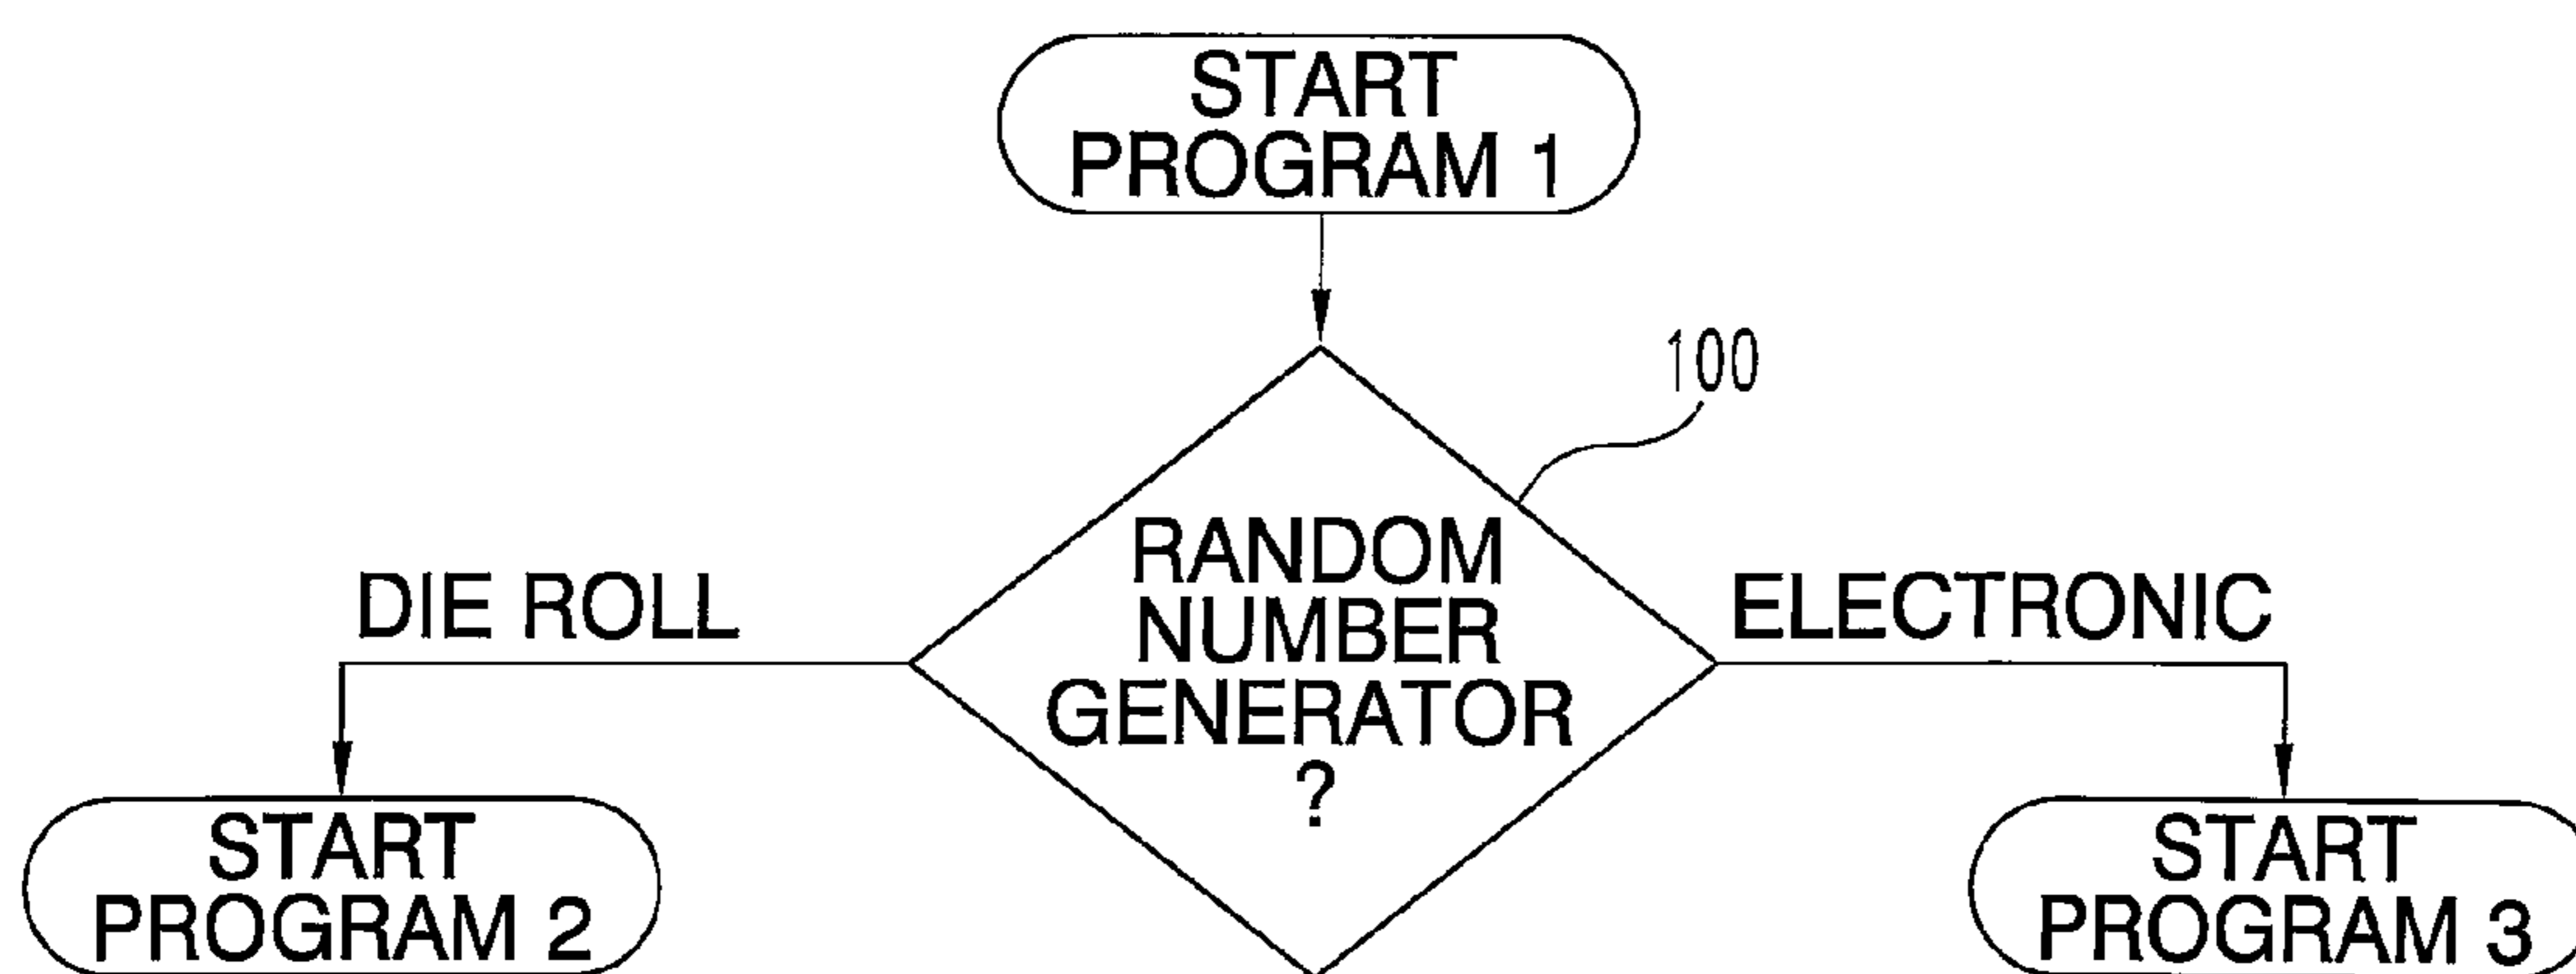 START
PROGRAM 1
100
RANDOM
NUMBER
GENERATOR
?
DIE ROLL
ELECTRONIC
START
PROGRAM 2
START
PROGRAM 3